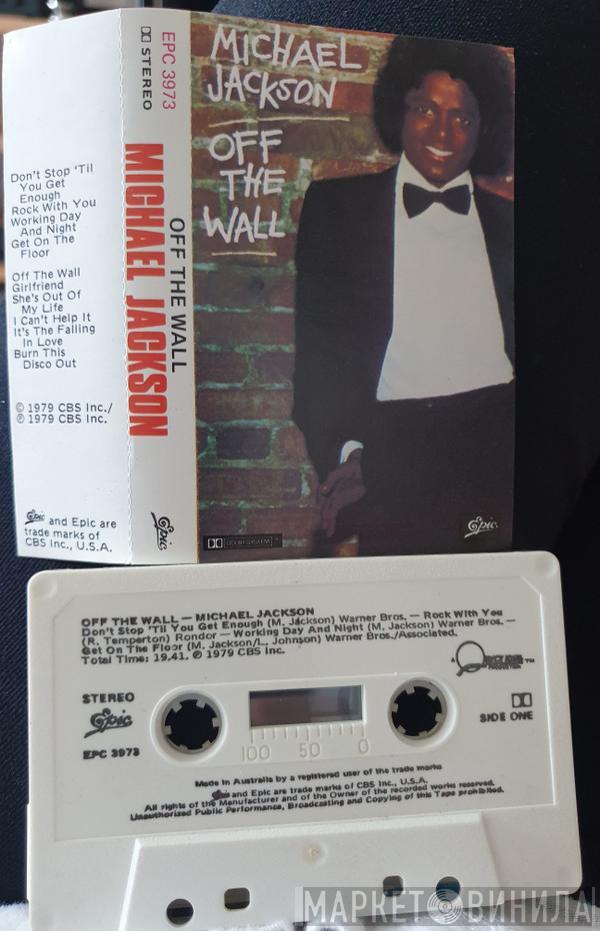 EPC 3973
STEREO
OFF THE WALL
MICHAEL JACKSON
Epic
Don't Stop 'Til
You Get
Enough
Rock With You
Working Day
And Night
Get On The
Floor
Off The Wall
Girlfriend
She's Out Of
My Life
I Can't Help It
It's The Falling
In Love
Burn This
Disco Out
© 1979 CBS Inc./
℗ 1979 CBS Inc.
Epic and Epic are
trade marks of
CBS Inc., U.S.A.
MICHAEL
JACKSON
OFF
THE
WALL
DOLBY SYSTEM
Epic
OFF THE WALL — MICHAEL JACKSON
Don't Stop 'Til You Get Enough (M. Jackson) Warner Bros. — Rock With You
(R. Temperton) Rondor — Working Day And Night (M. Jackson) Warner Bros. —
Get On The Floor (M. Jackson/L. Johnson) Warner Bros./Associated.
Total Time: 19.41. ℗ 1979 CBS Inc.
A Quincy Jones PRODUCTION ™
STEREO
Epic
EPC 3973
100 50 0
SIDE ONE
Made in Australia by a registered user of the trade marks
Epic and Epic are trade marks of CBS Inc., U.S.A.
All rights of the Manufacturer and of the Owner of the recorded works reserved.
Unauthorized Public Performance, Broadcasting and Copying of this Tape prohibited.
МАРКЕТ ВИНИЛА